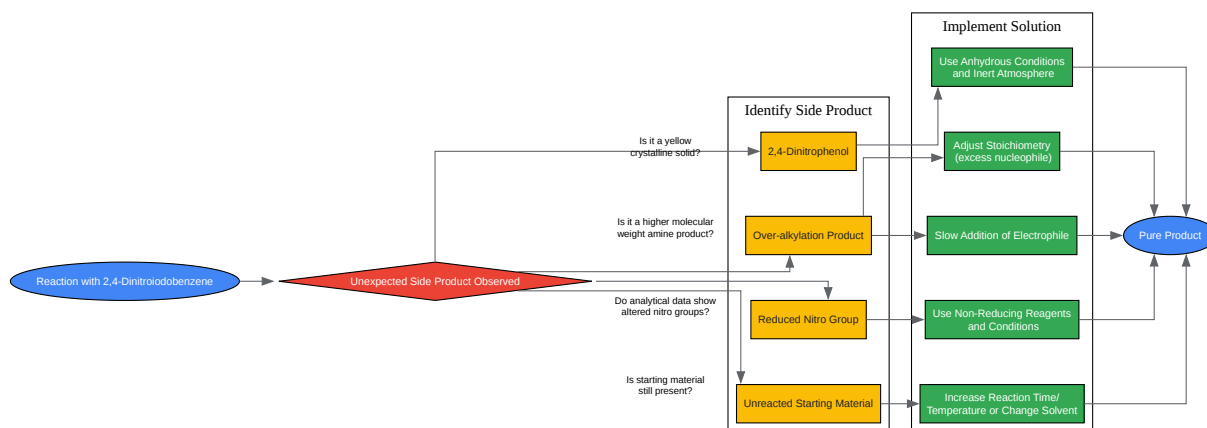 Implement Solution
Use Anhydrous Conditions
and Inert Atmosphere
Identify Side Product
Is it a yellow
crystalline solid?
2,4-Dinitrophenol
Adjust Stoichiometry
(excess nucleophile)
Is it a higher molecular
weight amine product?
Over-alkylation Product
Slow Addition of Electrophile
Pure Product
Reaction with 2,4-Dinitroiodobenzene
Unexpected Side Product Observed
Do analytical data show
altered nitro groups?
Reduced Nitro Group
Use Non-Reducing Reagents
and Conditions
Is starting material
still present?
Unreacted Starting Material
Increase Reaction Time/
Temperature or Change Solvent